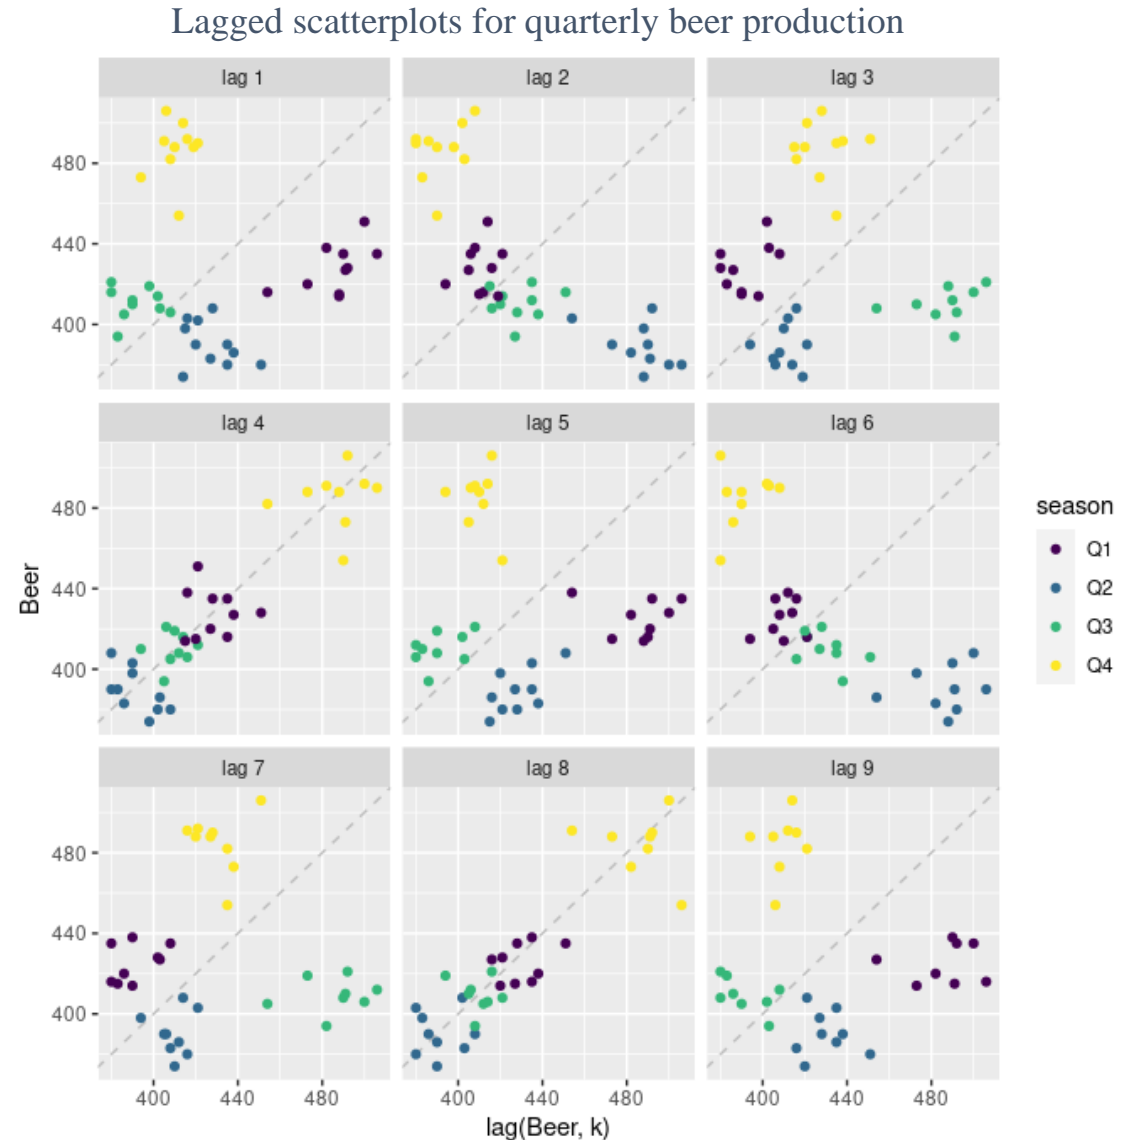 Lagged scatterplots for quarterly beer production
lag 1
lag 2
lag 3
480
440
400
lag 4
lag 5
lag 6
480
440
400
Beer
season
Q1
Q2
Q3
Q4
lag 7
lag 8
lag 9
480
440
400
400 440 480
400 440 480
400 440 480
lag(Beer, k)